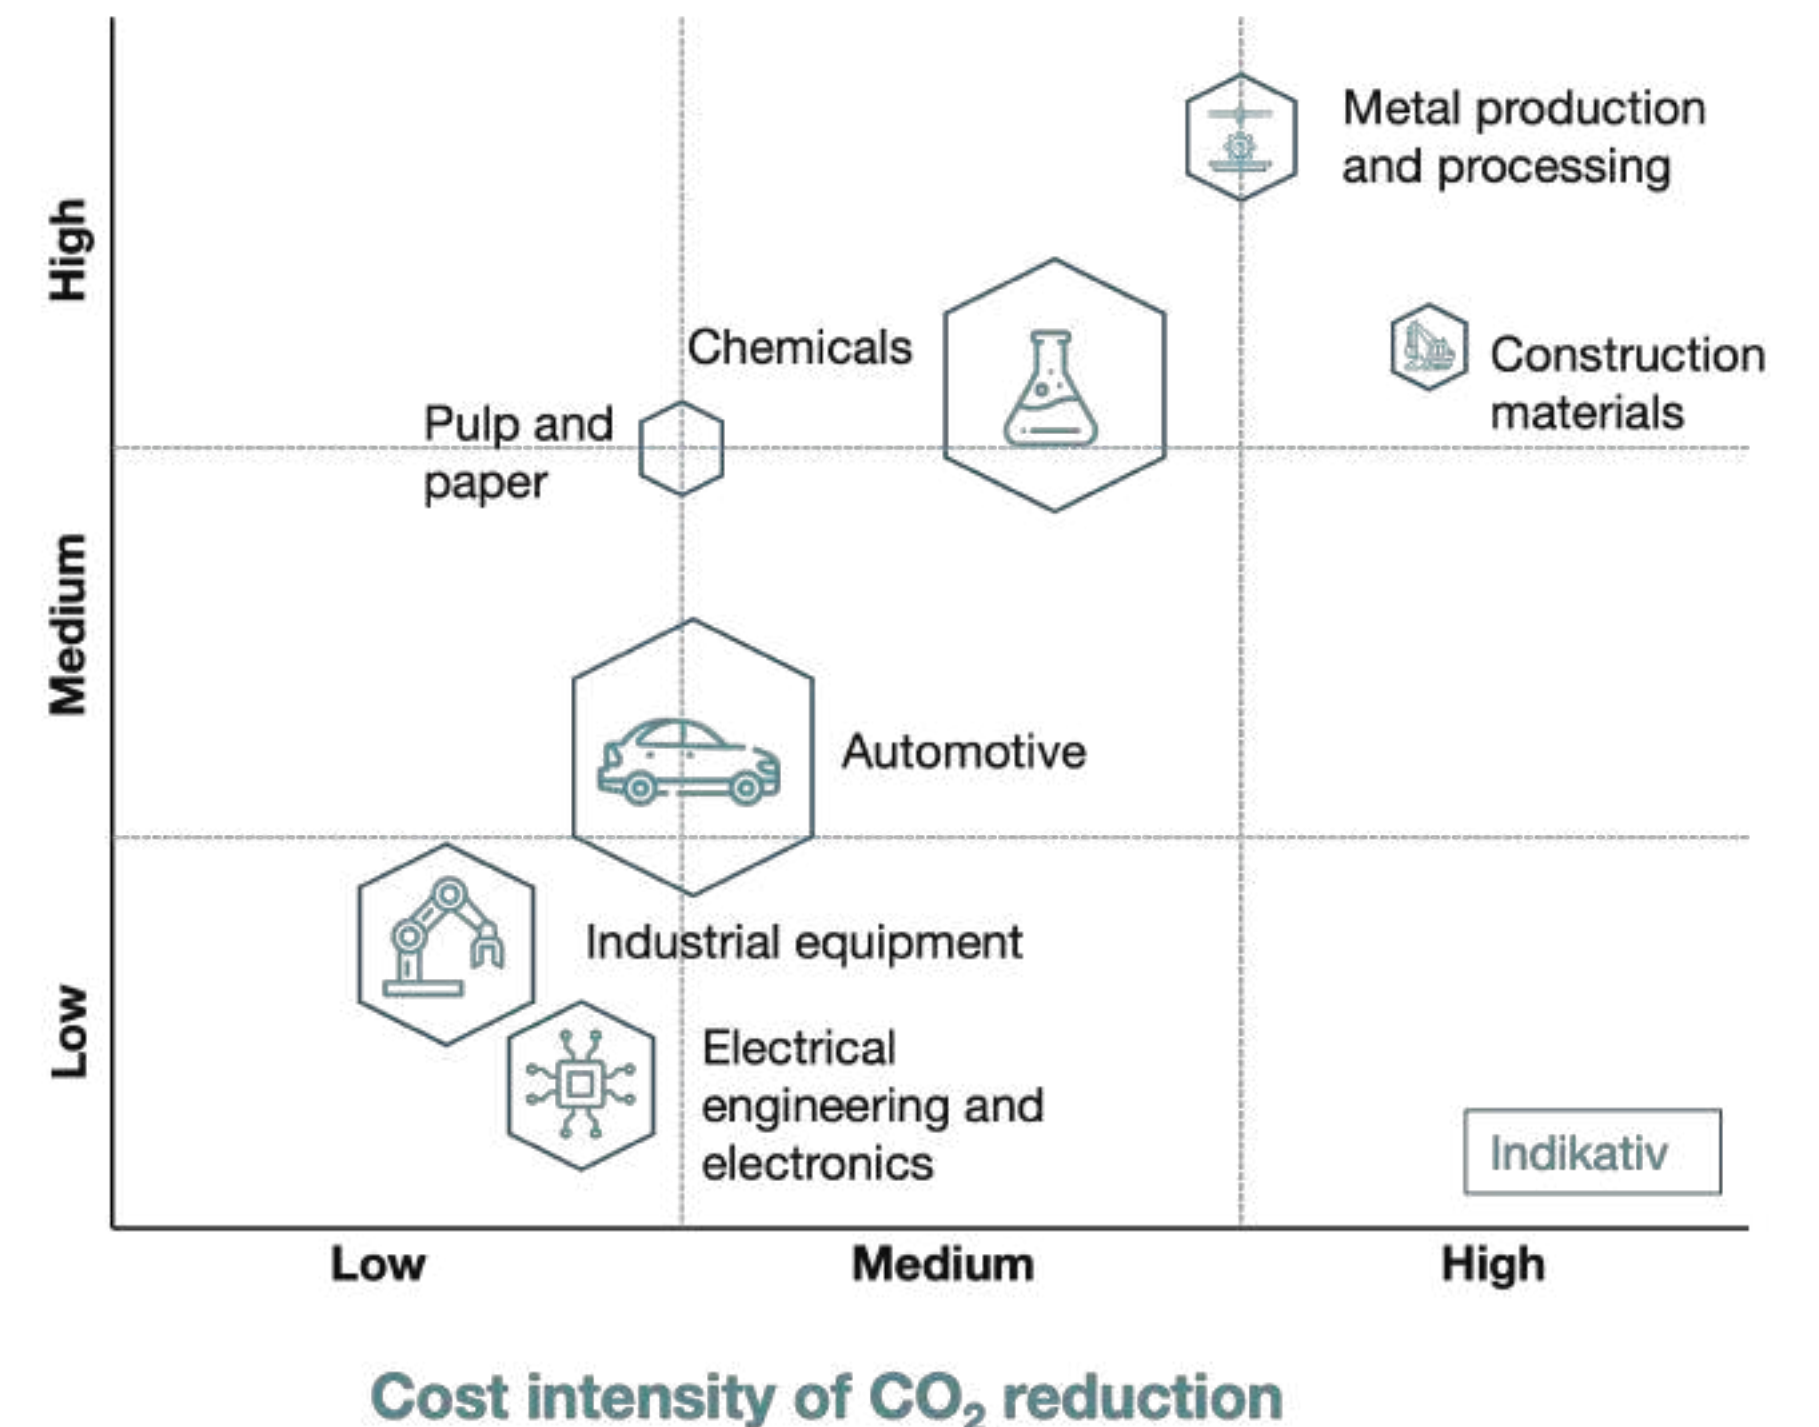 High
Medium
Low
Metal production
and processing
Chemicals
Construction
materials
Pulp and
paper
Automotive
Industrial equipment
Electrical
engineering and
electronics
Indikativ
Low
Medium
High
Cost intensity of CO₂ reduction